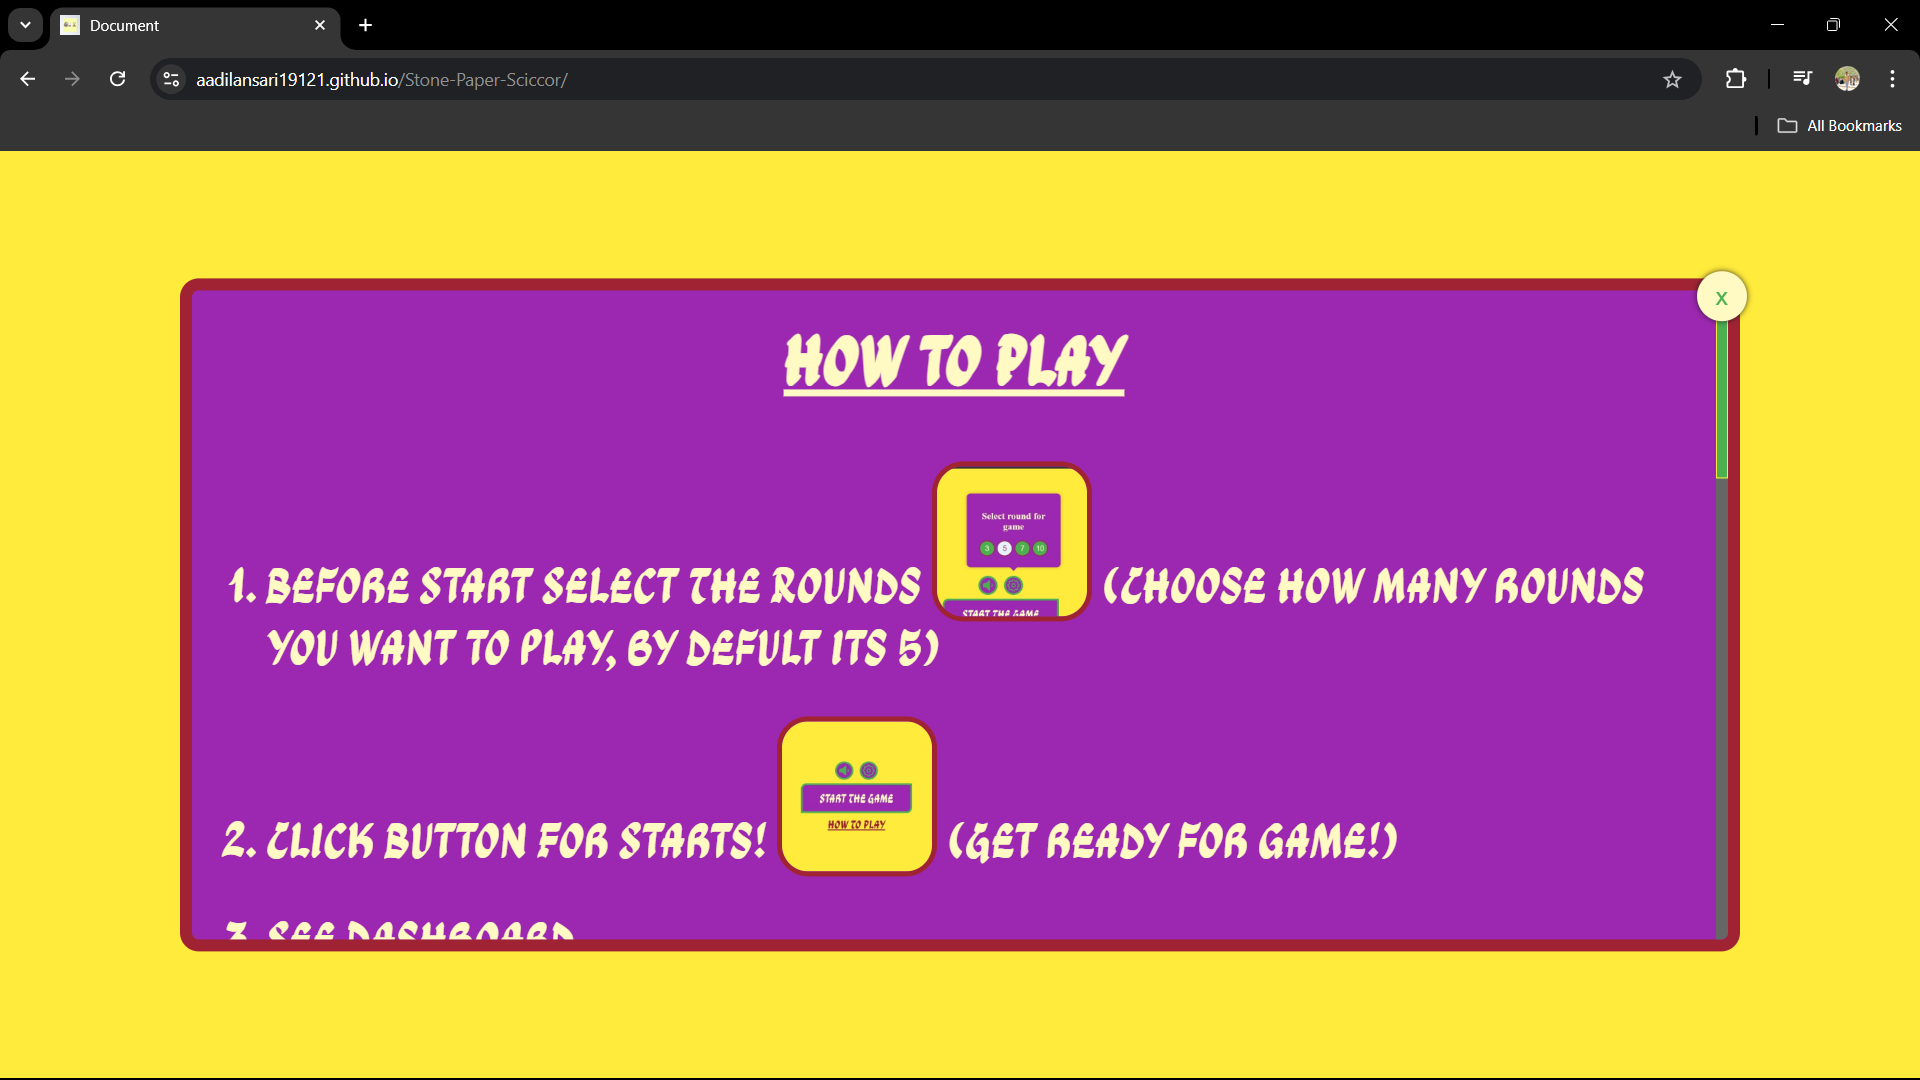 Document
aadilansari19121.github.io/Stone-Paper-Sciccor/
All Bookmarks
X
HOW TO PLAY
Select round for
game
3 5 7 10
START THE GAME
1. BEFORE START SELECT THE ROUNDS (CHOOSE HOW MANY ROUNDS
YOU WANT TO PLAY, BY DEFULT ITS 5)
START THE GAME
HOW TO PLAY
2. CLICK BUTTON FOR STARTS! (GET READY FOR GAME!)
3. SEE DASHBOARD